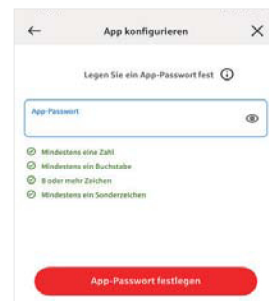 App konfigurieren
Legen Sie ein App-Passwort fest
App-Passwort
Mindestens eine Zahl
Mindestens ein Buchstabe
8 oder mehr Zeichen
Mindestens ein Sonderzeichen
App-Passwort festlegen